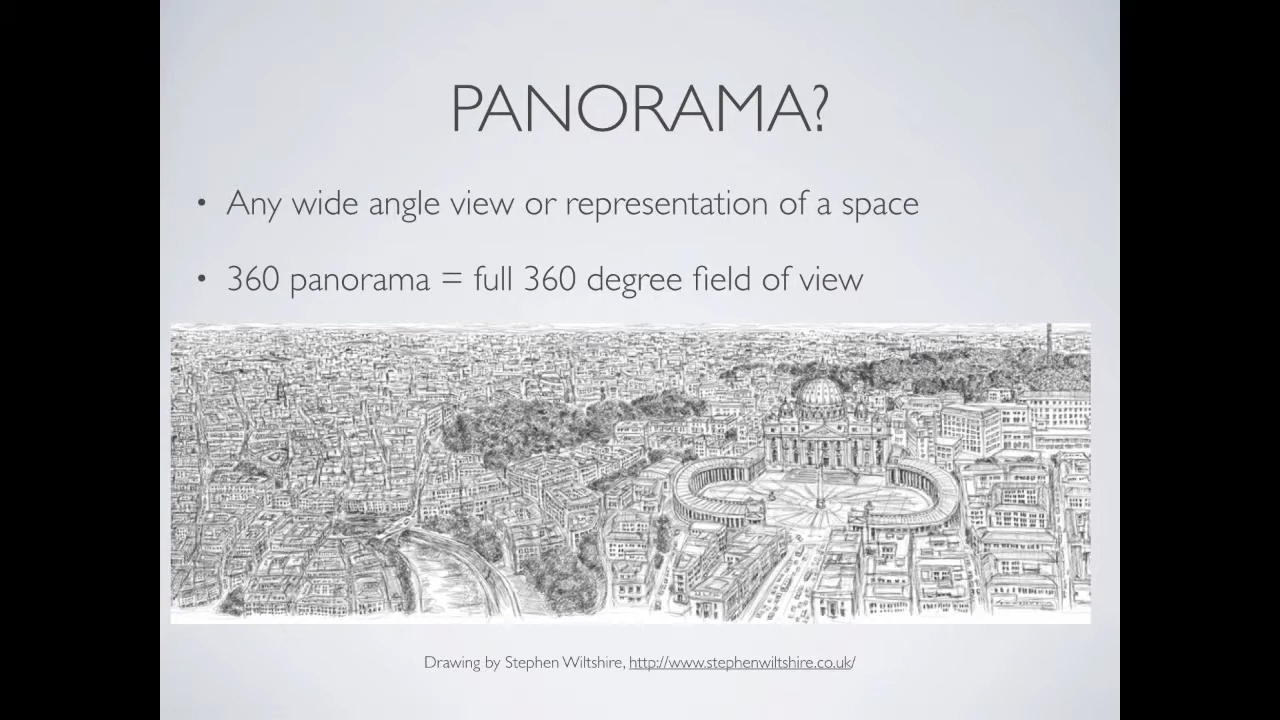 PANORAMA?
• Any wide angle view or representation of a space
• 360 panorama = full 360 degree field of view
Drawing by Stephen Wiltshire, http://www.stephenwiltshire.co.uk/